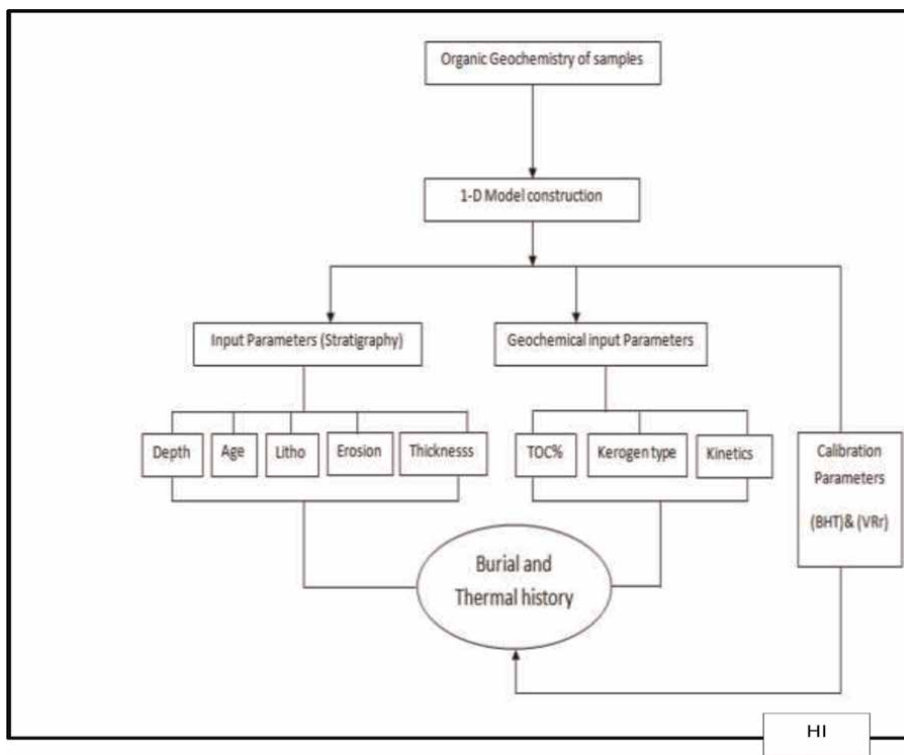 Organic Geochemistry of samples
1-D Model construction
Input Parameters (Stratigraphy)
Geochemical input Parameters
Depth
Age
Litho
Erosion
Thicknesss
TOC%
Kerogen type
Kinetics
Calibration
Parameters
(BHT)& (VRr)
Burial and
Thermal history
HI